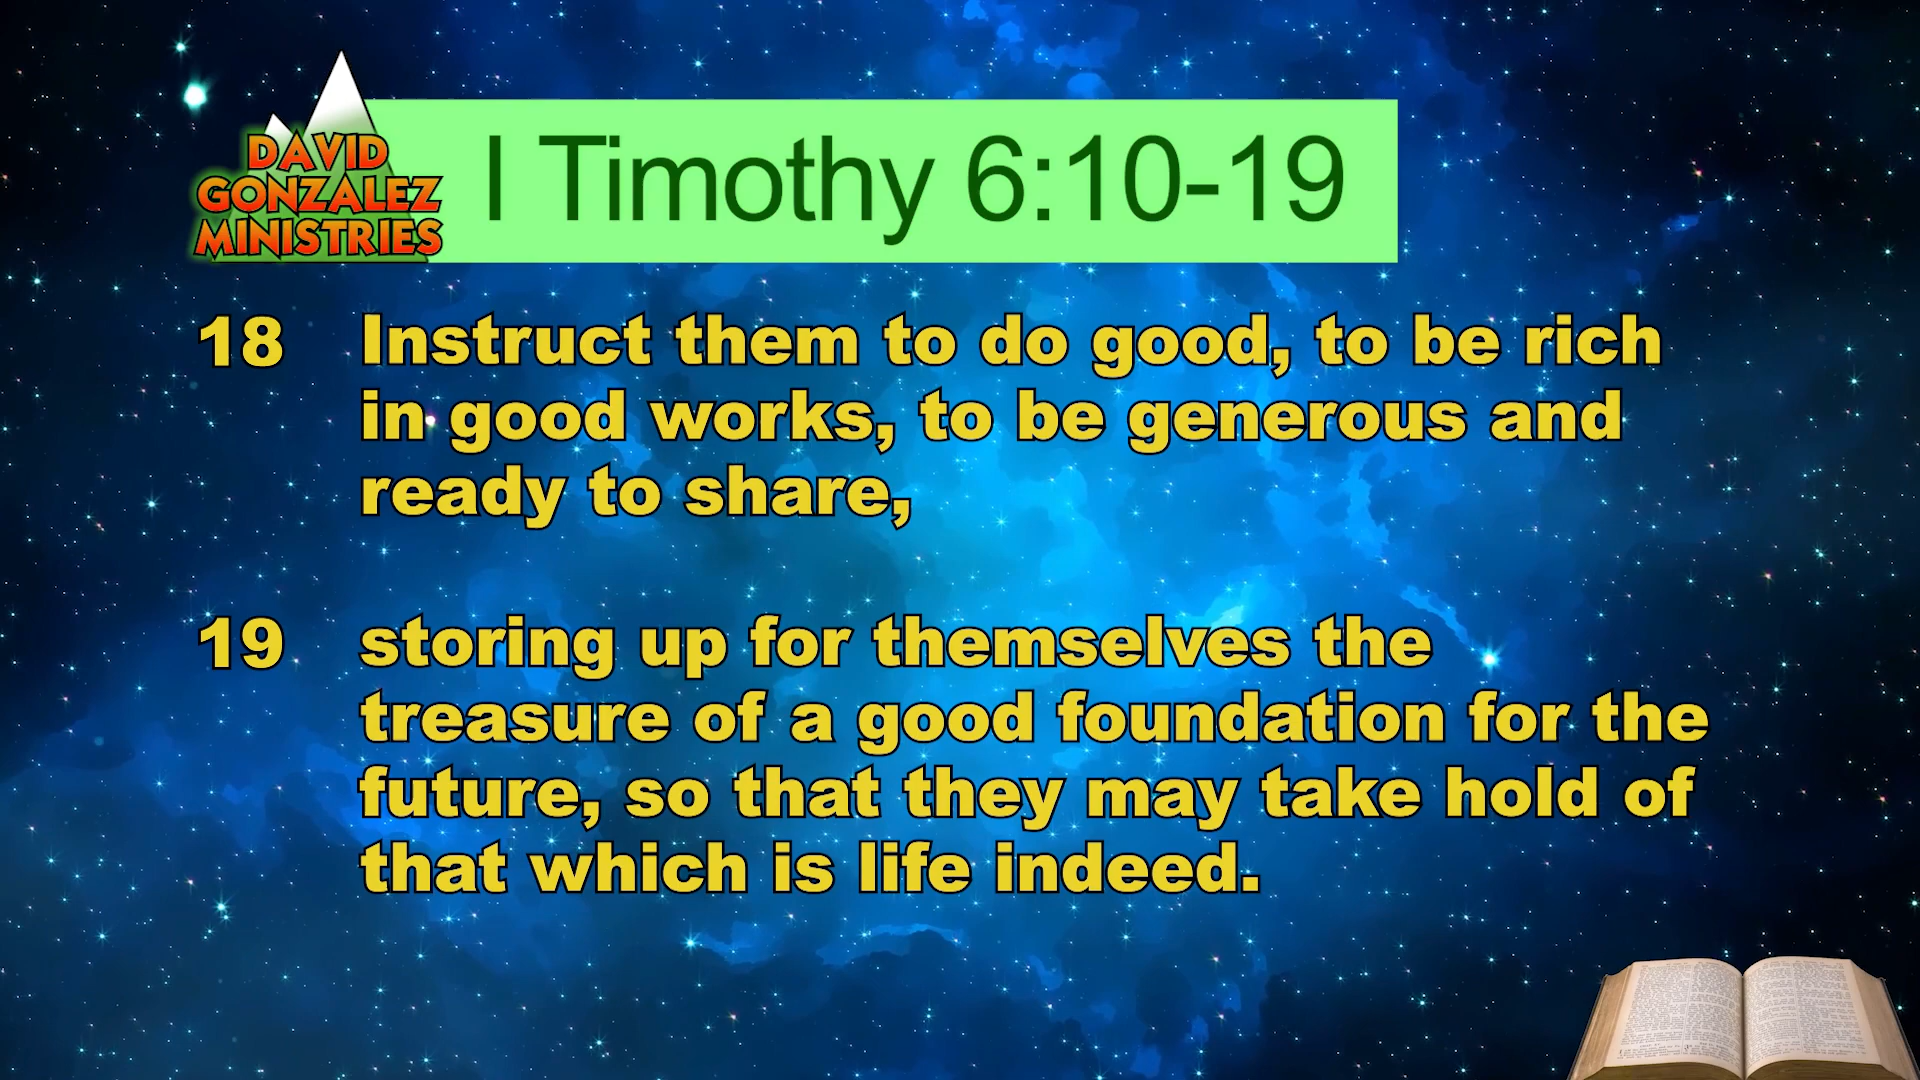 DAVID
GONZALEZ
MINISTRIES
I Timothy 6:10-19
18 Instruct them to do good, to be rich
in good works, to be generous and
ready to share,
19 storing up for themselves the
treasure of a good foundation for the
future, so that they may take hold of
that which is life indeed.